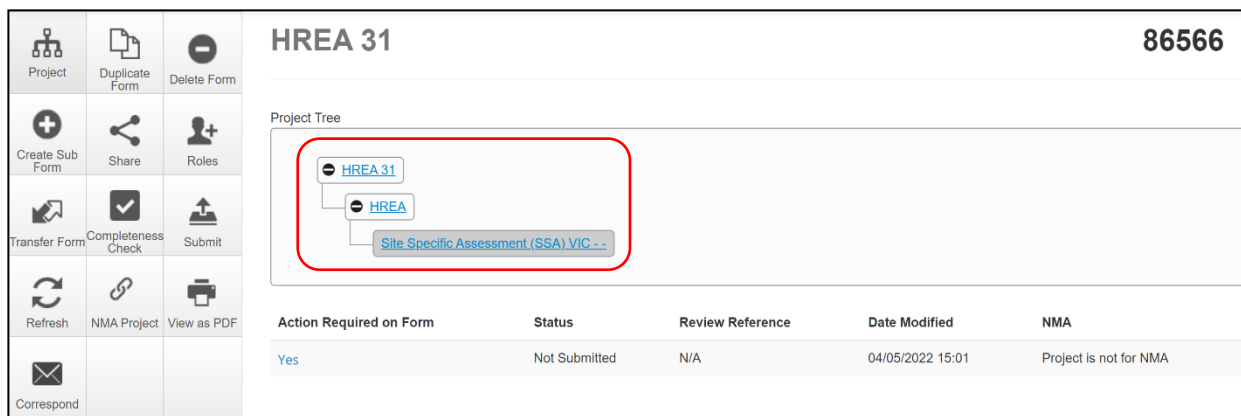 Project
Duplicate
Form
Delete Form
Create Sub
Form
Share
Roles
Transfer Form
Completeness
Check
Submit
Refresh
NMA Project
View as PDF
Correspond
HREA 31
86566
Project Tree
HREA 31
HREA
Site Specific Assessment (SSA) VIC - -
Action Required on Form Status Review Reference Date Modified NMA
Yes Not Submitted N/A 04/05/2022 15:01 Project is not for NMA